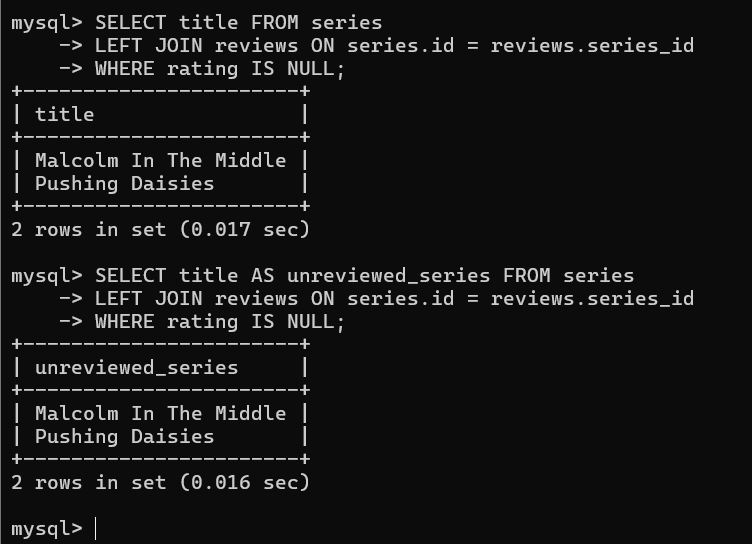 mysql> SELECT title FROM series
    -> LEFT JOIN reviews ON series.id = reviews.series_id
    -> WHERE rating IS NULL;
+-----------------------+
| title                 |
+-----------------------+
| Malcolm In The Middle |
| Pushing Daisies       |
+-----------------------+
2 rows in set (0.017 sec)

mysql> SELECT title AS unreviewed_series FROM series
    -> LEFT JOIN reviews ON series.id = reviews.series_id
    -> WHERE rating IS NULL;
+-----------------------+
| unreviewed_series     |
+-----------------------+
| Malcolm In The Middle |
| Pushing Daisies       |
+-----------------------+
2 rows in set (0.016 sec)

mysql>